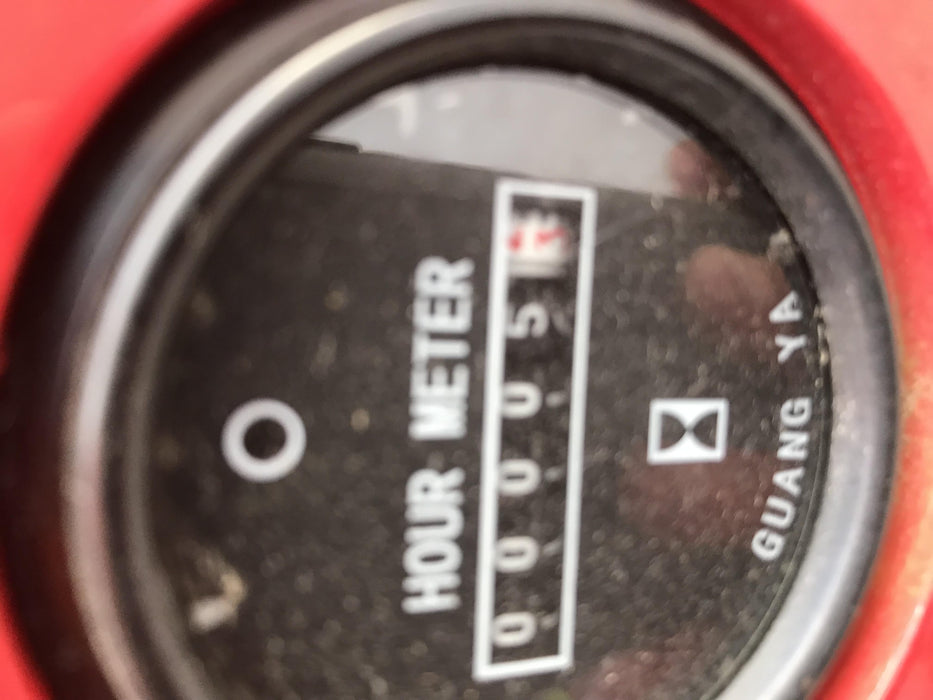 HOUR METER
00005
GUANG YA